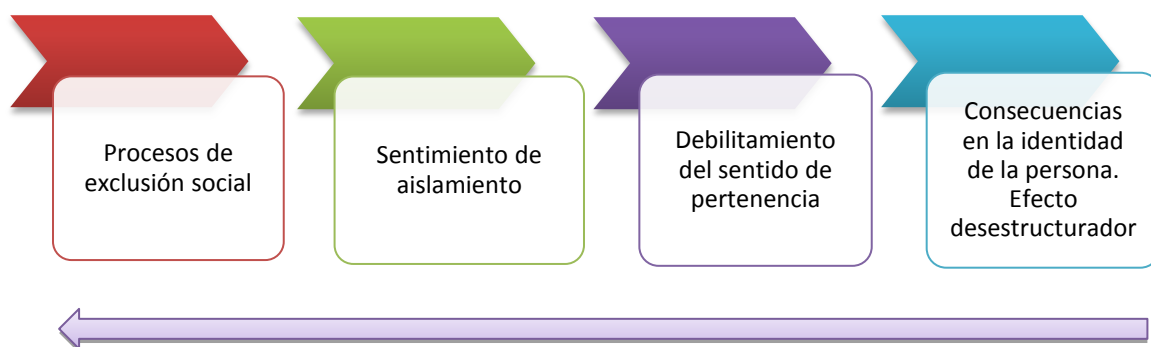 Procesos de
exclusión social
Sentimiento de
aislamiento
Debilitamiento
del sentido de
pertenencia
Consecuencias
en la identidad
de la persona.
Efecto
desestructurador